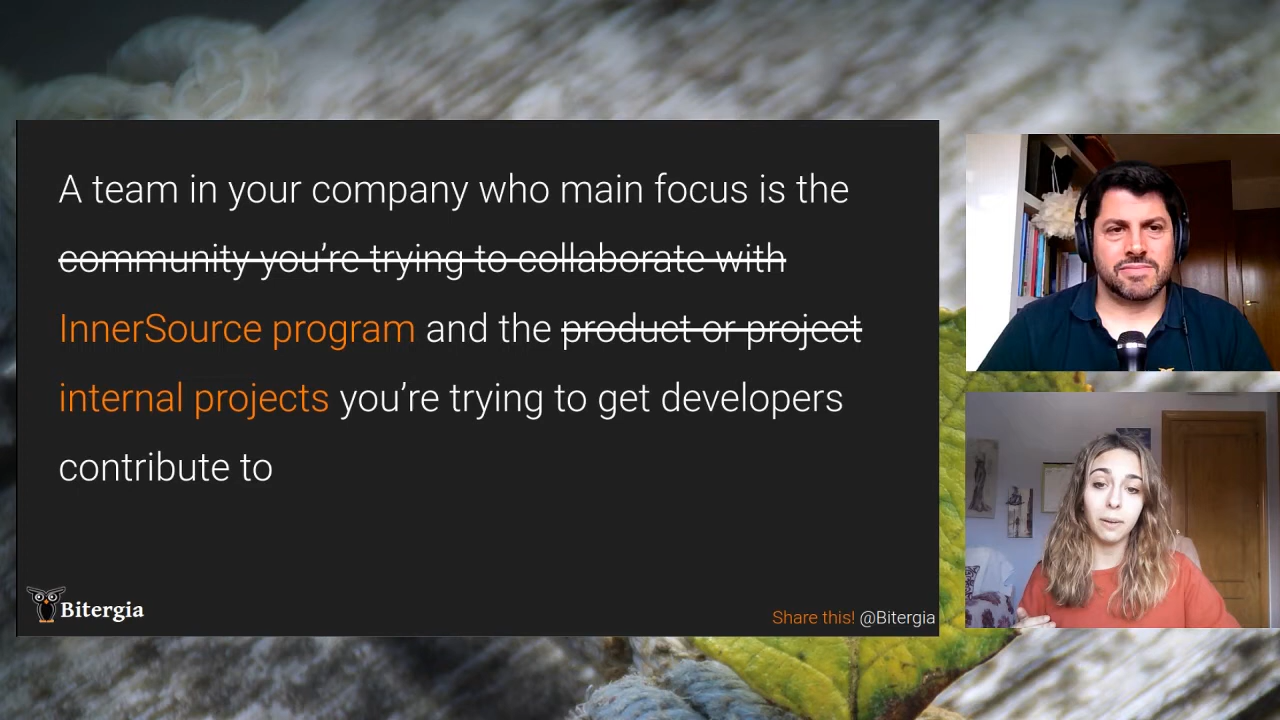 A team in your company who main focus is the
community you're trying to collaborate with
InnerSource program and the product or project
internal projects you're trying to get developers
contribute to
Bitergia
Share this! @Bitergia